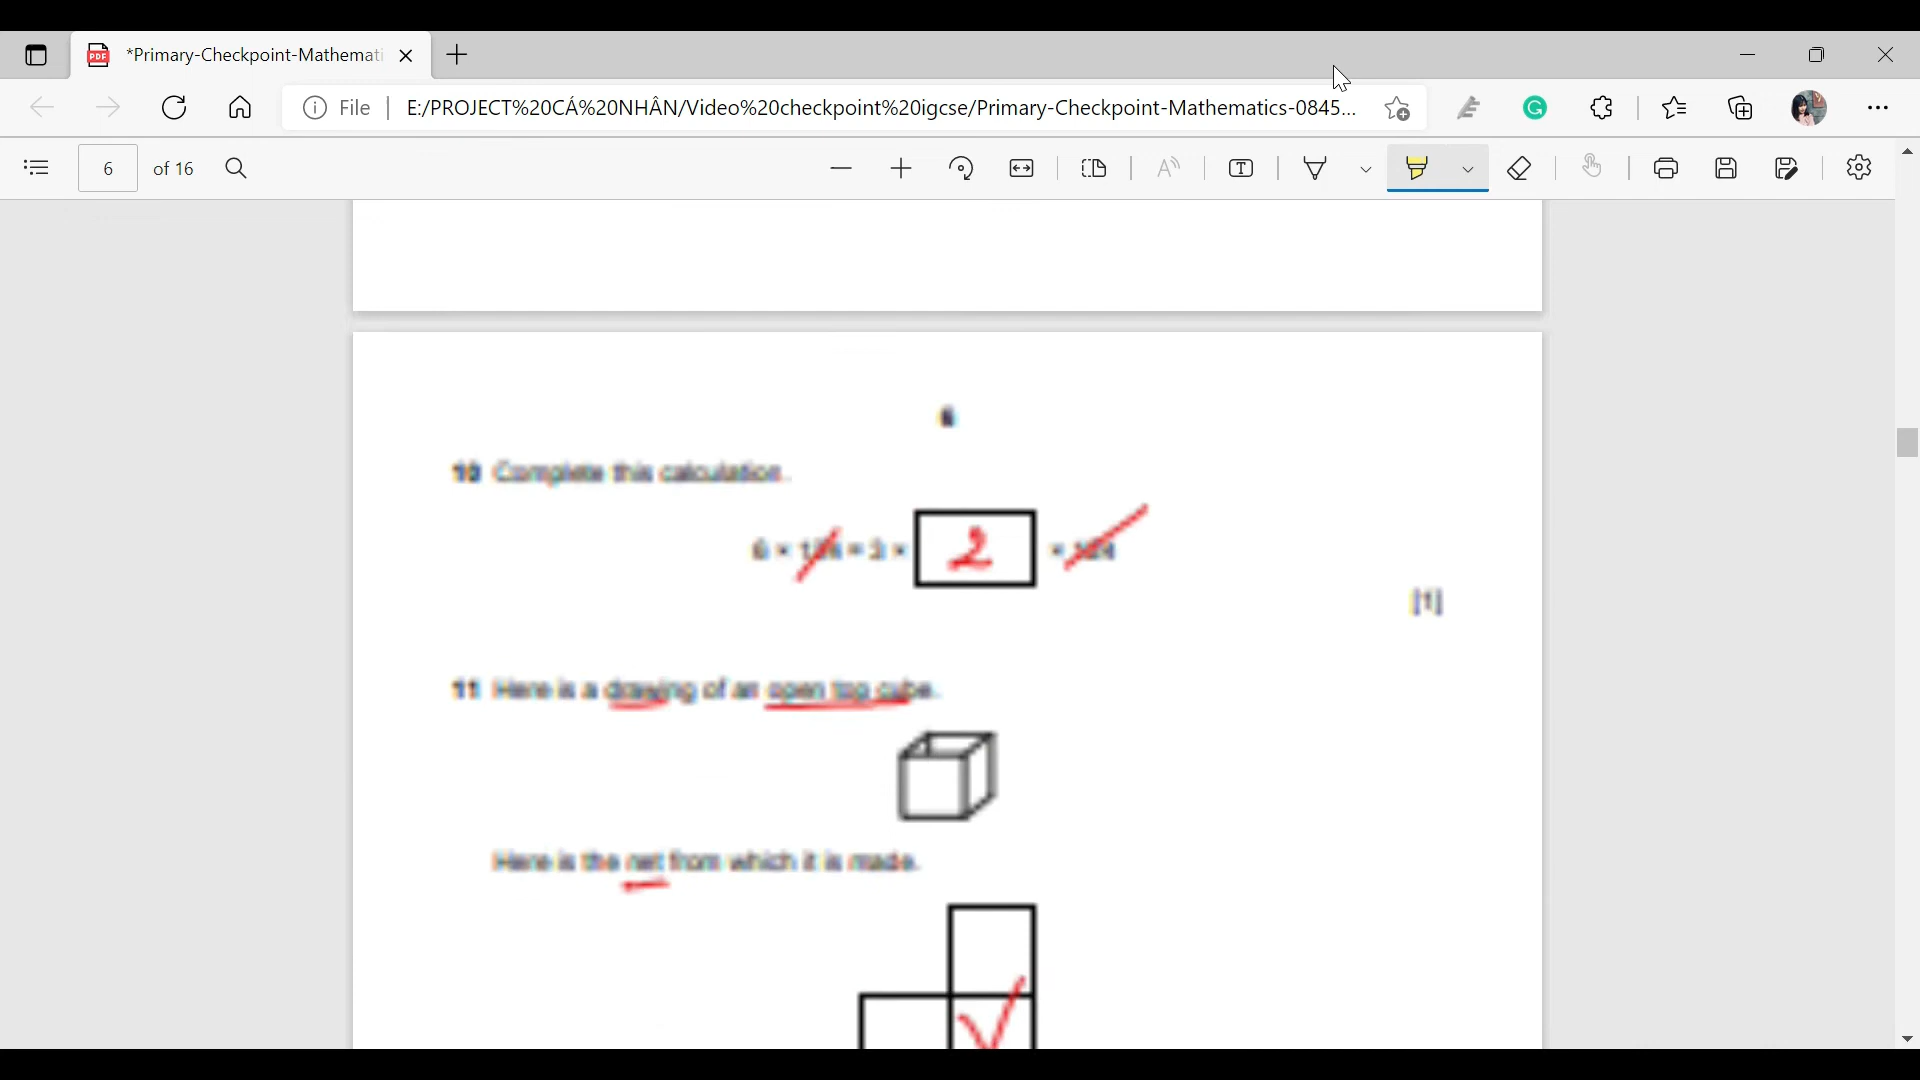 *Primary-Checkpoint-Mathemati
File
E:/PROJECT%20CÁ%20NHÂN/Video%20checkpoint%20igcse/Primary-Checkpoint-Mathematics-0845...
6
of 16
6
10 Complete this calculation.
6 × = 3 × 2 ×
[1]
11 Here is a drawing of an open top cube.
Here is the net from which it is made.